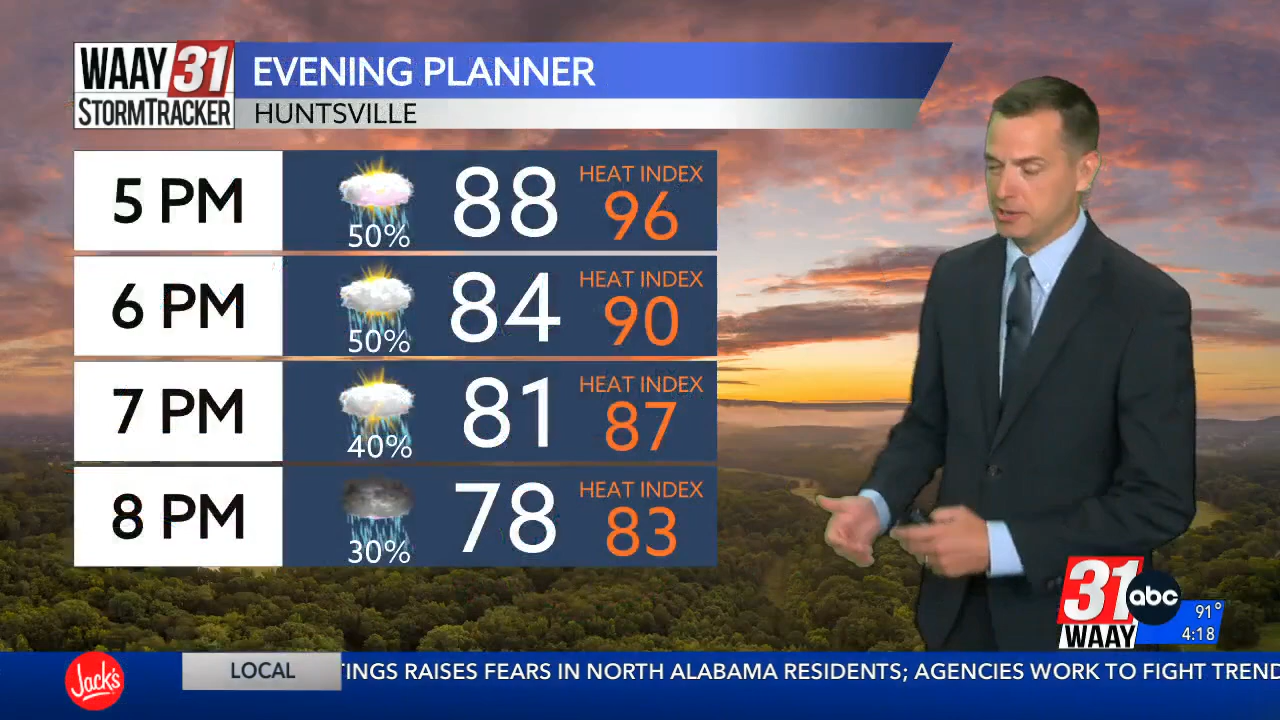 WAAY 31
STORMTRACKER
EVENING PLANNER
HUNTSVILLE
5 PM 50% 88 HEAT INDEX 96
6 PM 50% 84 HEAT INDEX 90
7 PM 40% 81 HEAT INDEX 87
8 PM 30% 78 HEAT INDEX 83
31 abc
WAAY
91°
4:18
Jack's
LOCAL
TINGS RAISES FEARS IN NORTH ALABAMA RESIDENTS; AGENCIES WORK TO FIGHT TREND